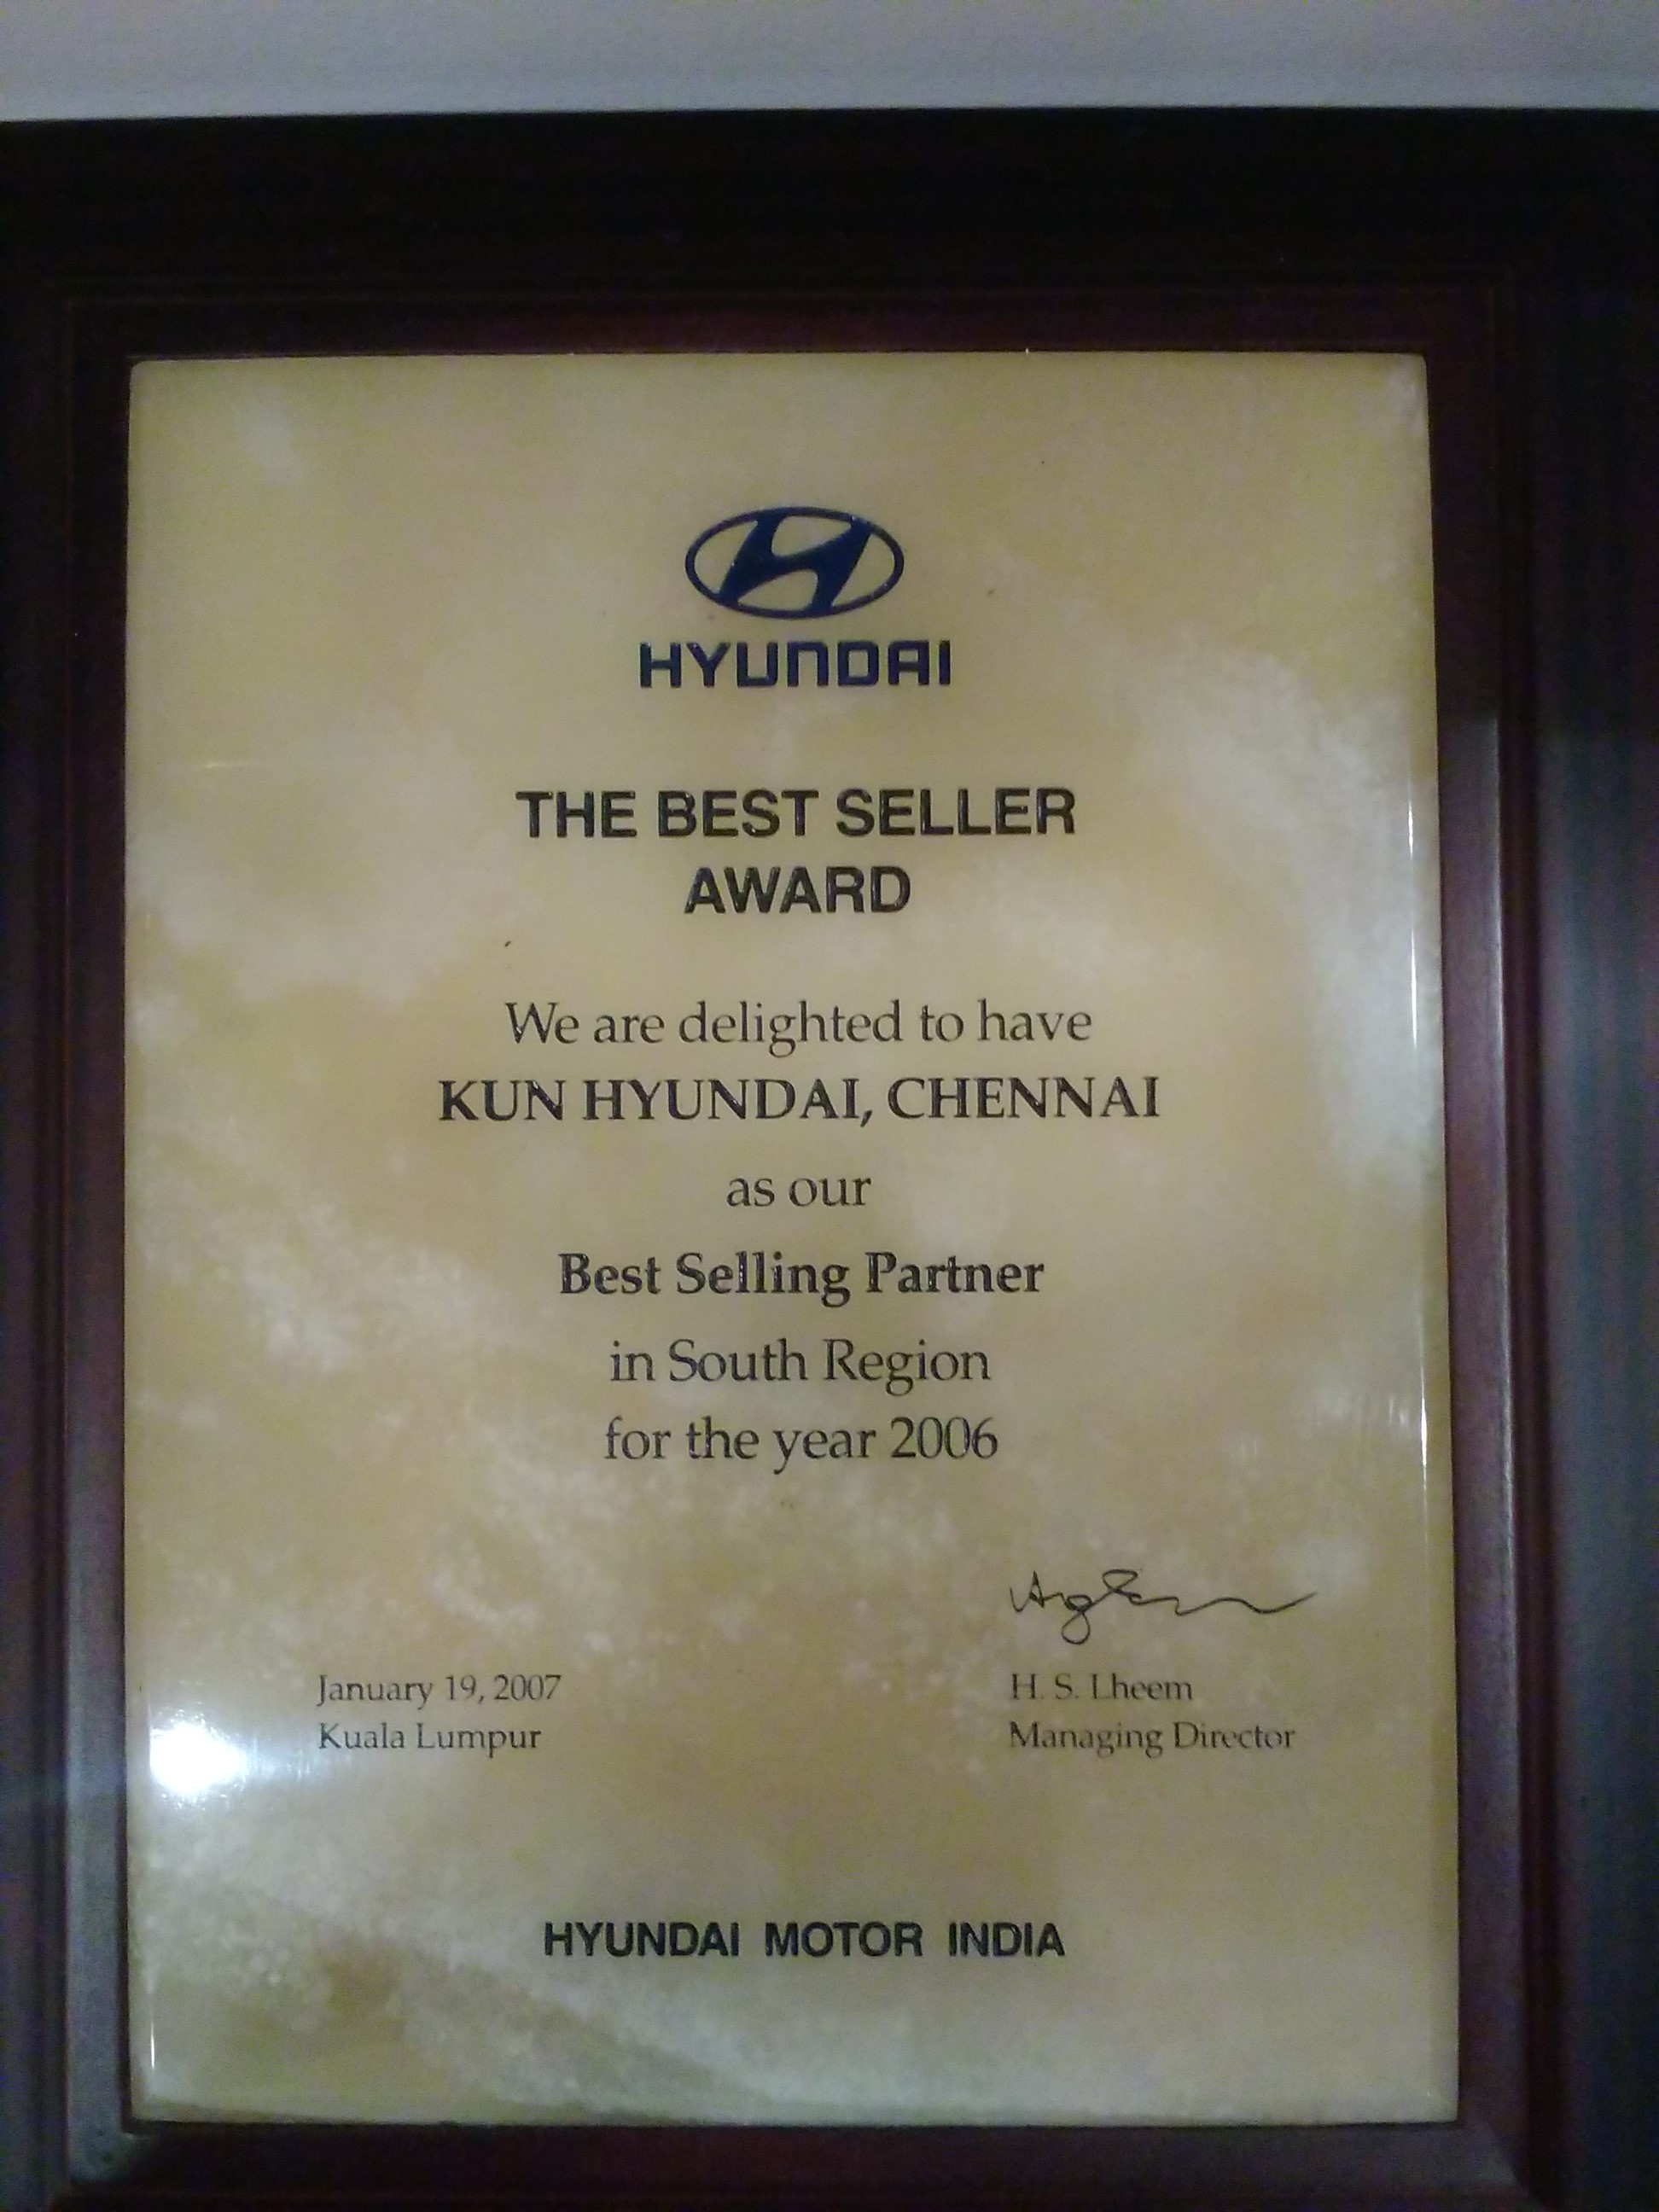 HYUNDAI
THE BEST SELLER
AWARD
We are delighted to have
KUN HYUNDAI, CHENNAI
as our
Best Selling Partner
in South Region
for the year 2006
January 19, 2007
Kuala Lumpur
H. S. Lheem
Managing Director
HYUNDAI MOTOR INDIA